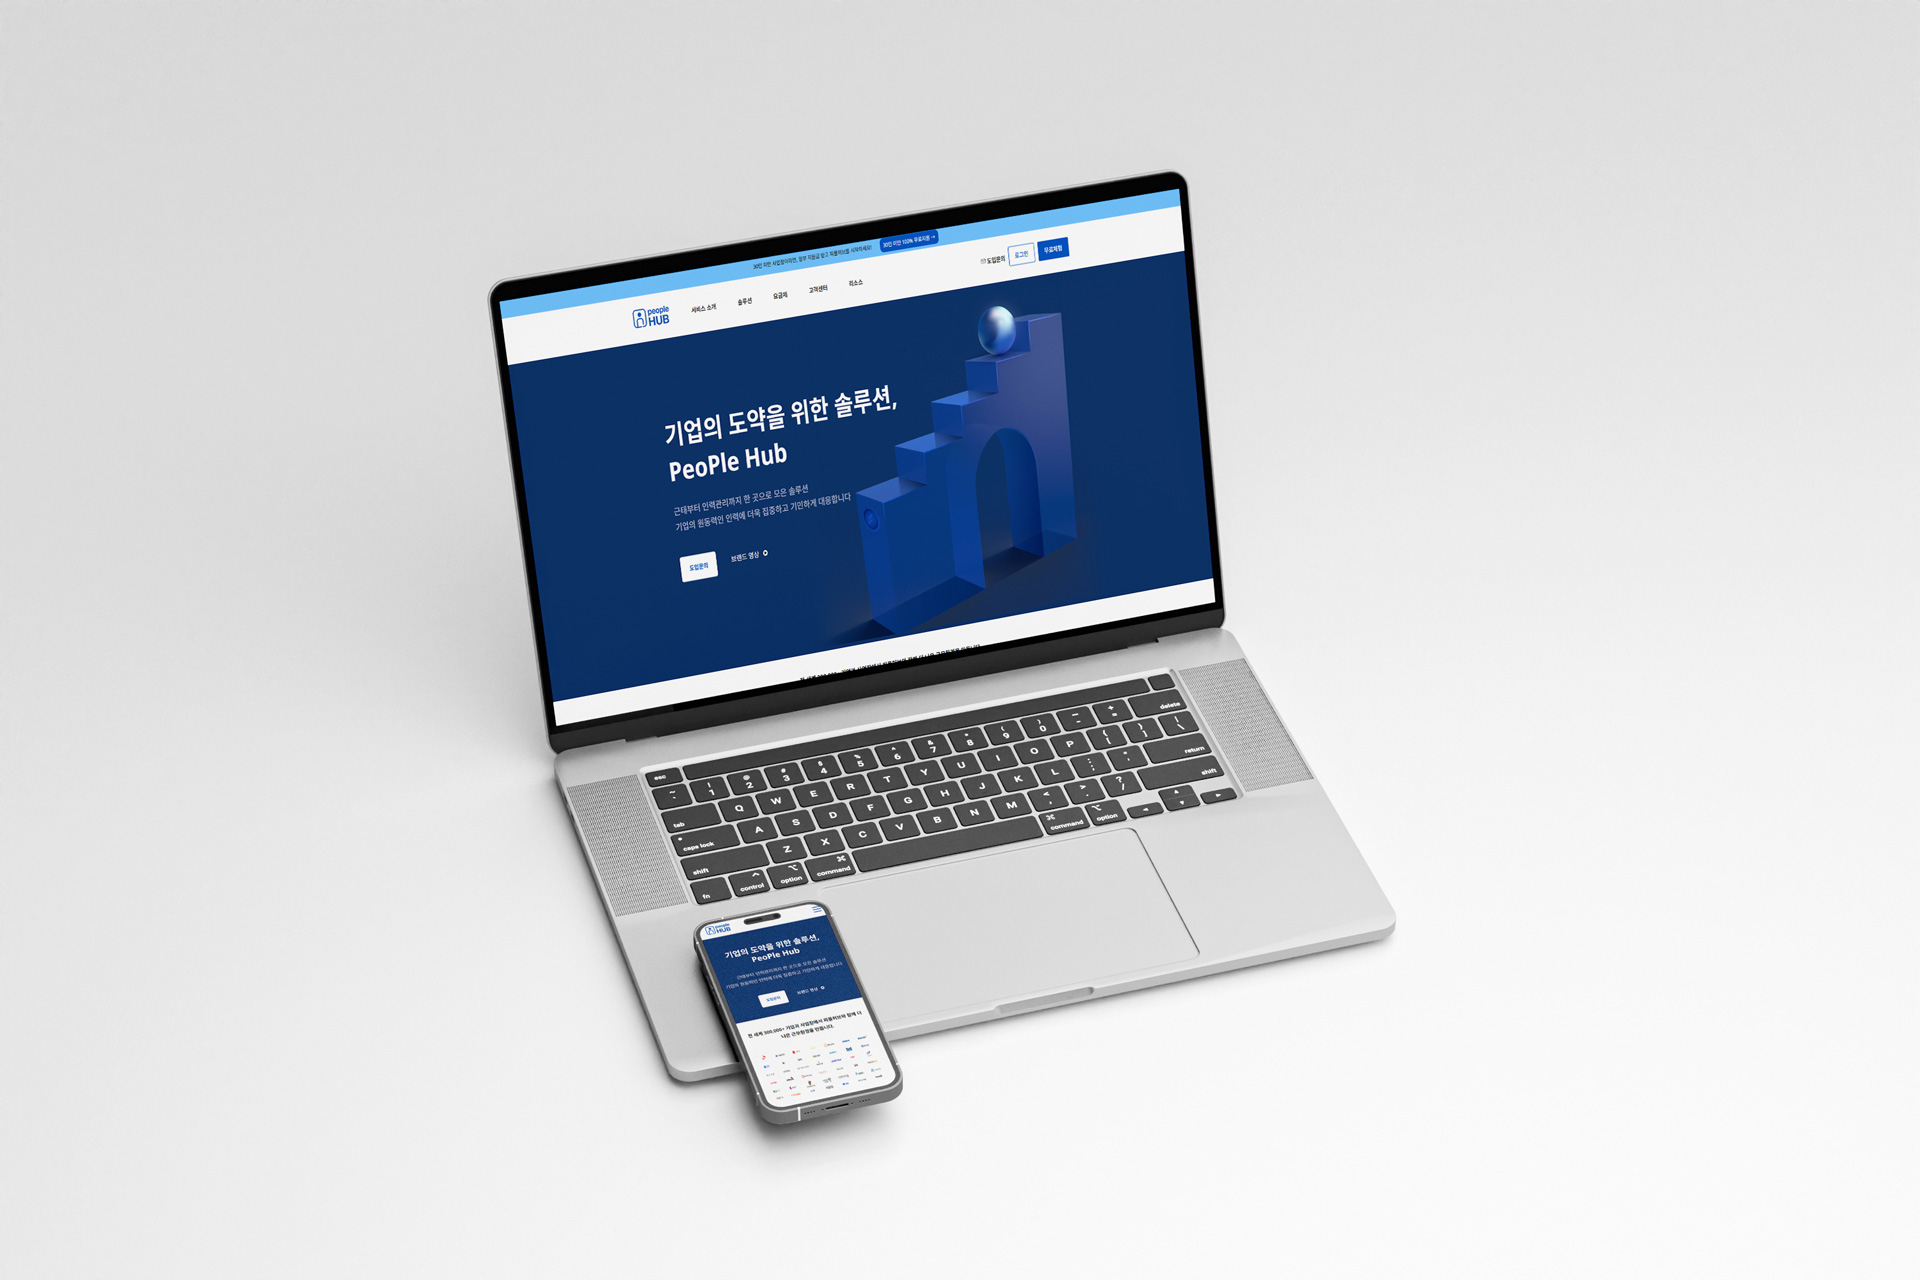 30인 미만 사업장이라면, 정부 지원금 받고 피플허브를 시작하세요!
30인 미만 100% 무료지원 →
people
HUB
서비스 소개
솔루션
요금제
고객센터
리소스
도입문의
로그인
무료체험
기업의 도약을 위한 솔루션,
PeoPle Hub
근태부터 인력관리까지 한 곳으로 모은 솔루션
기업의 원동력인 인력에 더욱 집중하고 기민하게 대응합니다
도입문의
브랜드 영상
esc
~ ! @ # $ % ^ & * ( ) _ +
` 1 2 3 4 5 6 7 8 9 0 - = delete
tab Q W E R T Y U I O P { [ } ] | \
caps lock A S D F G H J K L : ; " ' return
shift Z X C V B N M < , > . ? / shift
fn control option command command option
people
HUB
기업의 도약을 위한 솔루션,
PeoPle Hub
근태부터 인력관리까지 한 곳으로 모은 솔루션
기업의 원동력인 인력에 더욱 집중하고 기민하게 대응합니다
도입문의
브랜드 영상
전 세계 300,000+ 기업과 사업장에서 피플허브와 함께 더
나은 근무환경을 만듭니다.